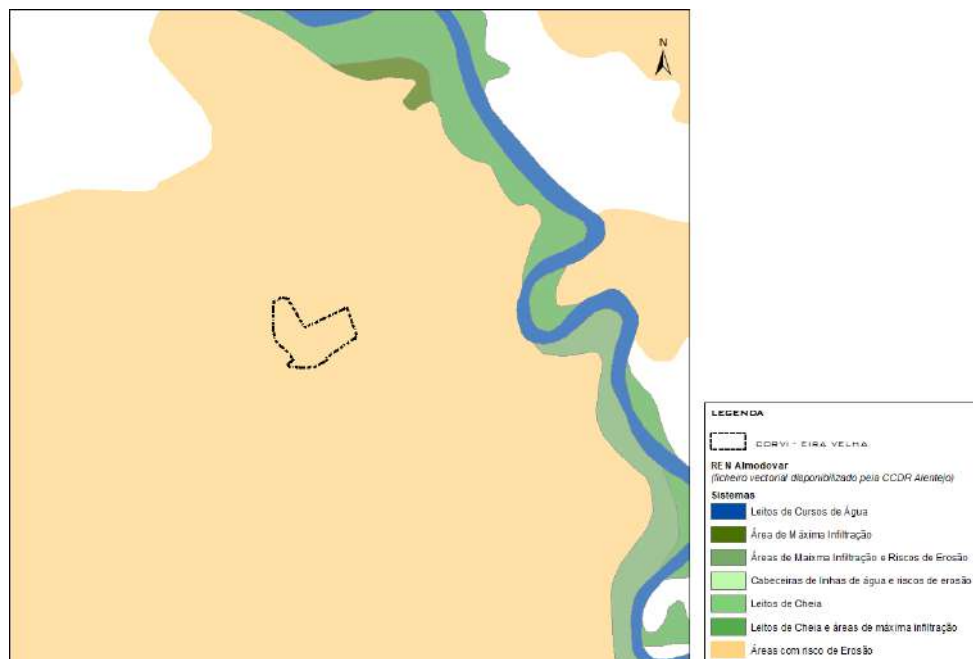 N
LEGENDA
CORVI - EIRA VELHA
REN Almodovar
(ficheiro vectorial disponibilizado pela CCDR Alentejo)
Sistemas
Leitos de Cursos de Água
Área de Máxima Infiltração
Áreas de Maixma Infiltração e Riscos de Erosão
Cabeceiras de linhas de água e riscos de erosão
Leitos de Cheia
Leitos de Cheia e áreas de máxima infiltração
Áreas com risco de Erosão